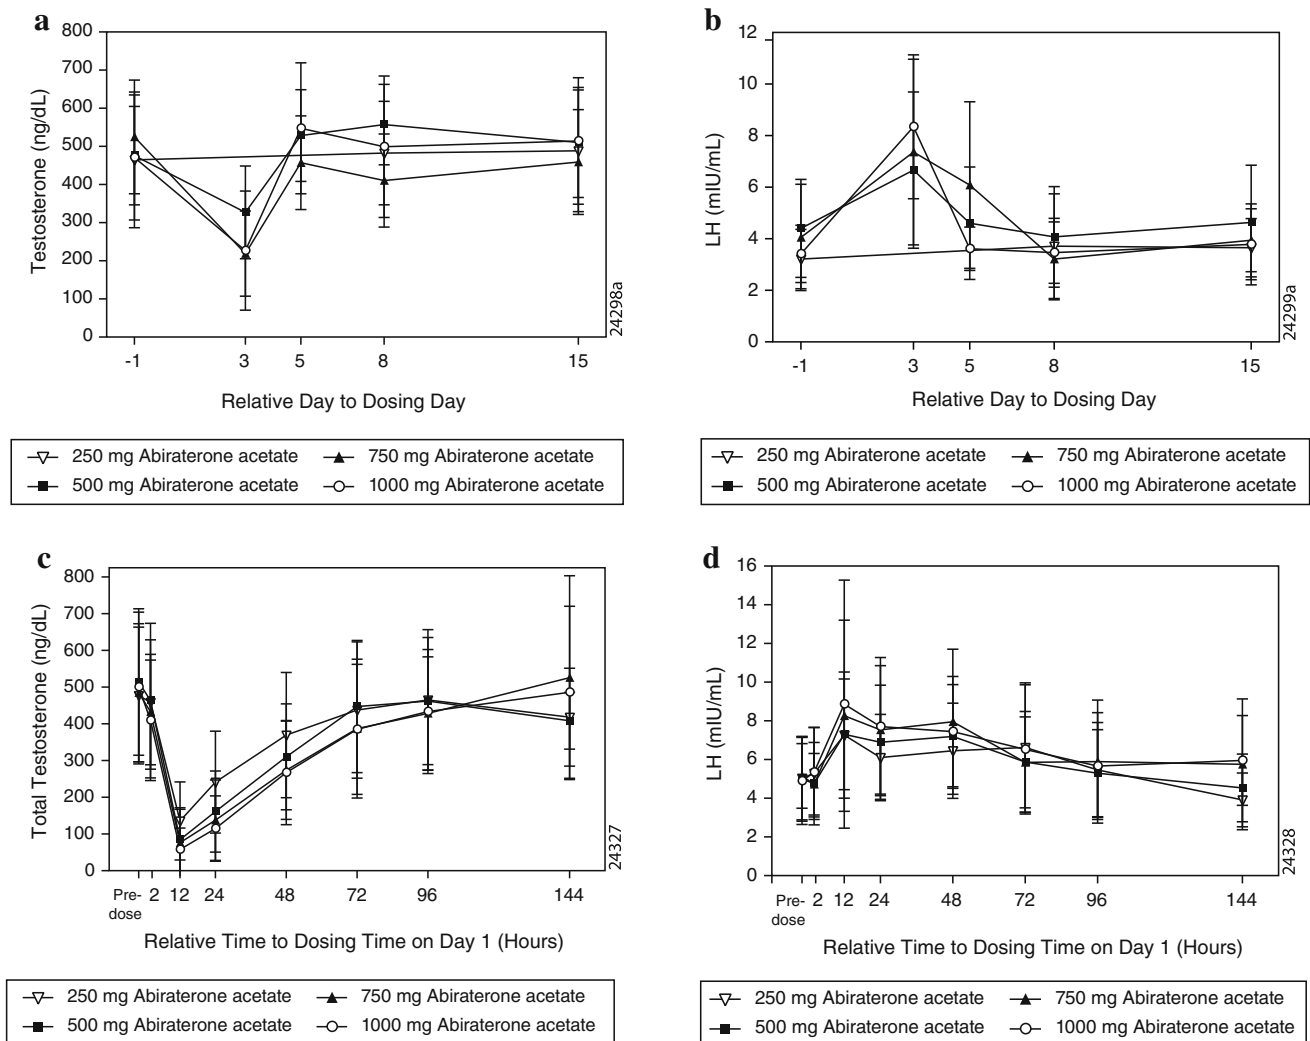 a
800
700
600
500
400
300
200
100
0
Testosterone (ng/dL)
-1 3 5 8 15
Relative Day to Dosing Day
24298a
250 mg Abiraterone acetate 750 mg Abiraterone acetate
500 mg Abiraterone acetate 1000 mg Abiraterone acetate
b
12
10
8
6
4
2
0
LH (mIU/mL)
-1 3 5 8 15
Relative Day to Dosing Day
24299a
250 mg Abiraterone acetate 750 mg Abiraterone acetate
500 mg Abiraterone acetate 1000 mg Abiraterone acetate
c
800
700
600
500
400
300
200
100
0
Total Testosterone (ng/dL)
Pre- 2 12 24 48 72 96 144
dose
Relative Time to Dosing Time on Day 1 (Hours)
24327
250 mg Abiraterone acetate 750 mg Abiraterone acetate
500 mg Abiraterone acetate 1000 mg Abiraterone acetate
d
16
14
12
10
8
6
4
2
0
LH (mIU/mL)
Pre- 2 12 24 48 72 96 144
dose
Relative Time to Dosing Time on Day 1 (Hours)
24328
250 mg Abiraterone acetate 750 mg Abiraterone acetate
500 mg Abiraterone acetate 1000 mg Abiraterone acetate